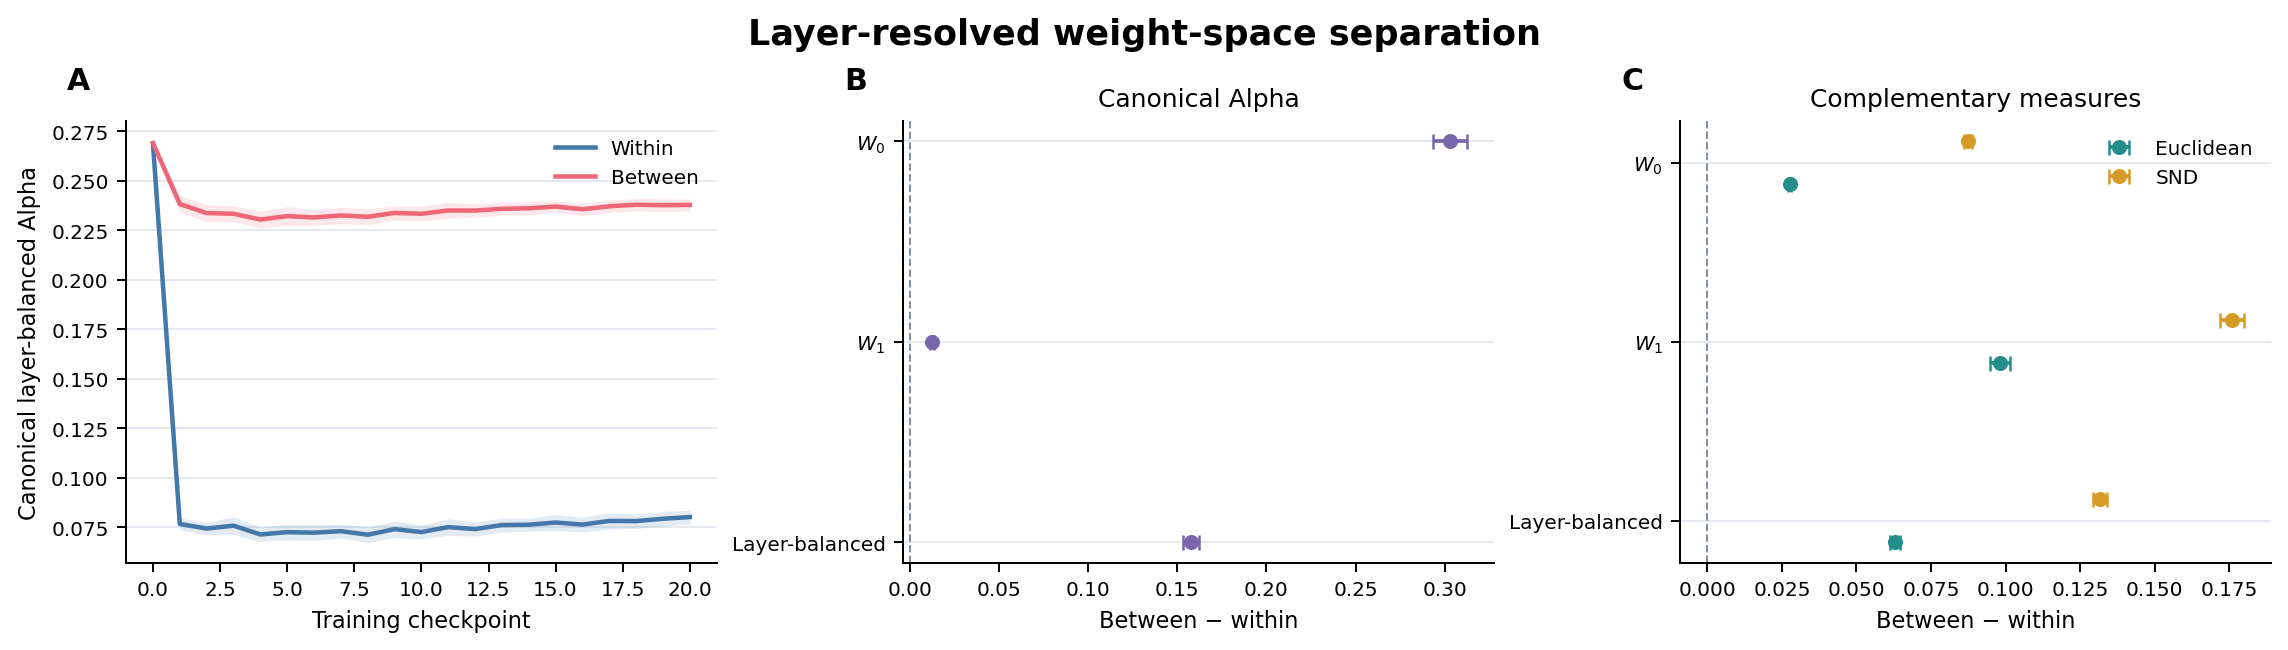 Layer-resolved weight-space separation
A
Canonical layer-balanced Alpha
0.275
0.250
0.225
0.200
0.175
0.150
0.125
0.100
0.075
Within
Between
0.0 2.5 5.0 7.5 10.0 12.5 15.0 17.5 20.0
Training checkpoint
B
Canonical Alpha
W₀
W₁
Layer-balanced
0.00 0.05 0.10 0.15 0.20 0.25 0.30
Between − within
C
Complementary measures
W₀
W₁
Layer-balanced
Euclidean
SND
0.000 0.025 0.050 0.075 0.100 0.125 0.150 0.175
Between − within